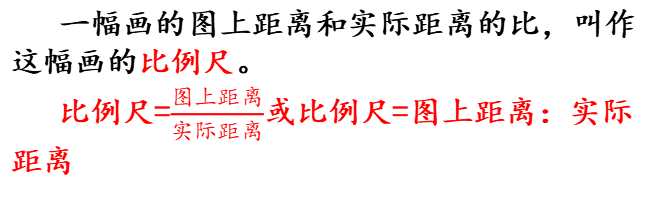 一幅画的图上距离和实际距离的比，叫作
这幅画的比例尺。
比例尺=图上距离/实际距离或比例尺=图上距离：实际
距离